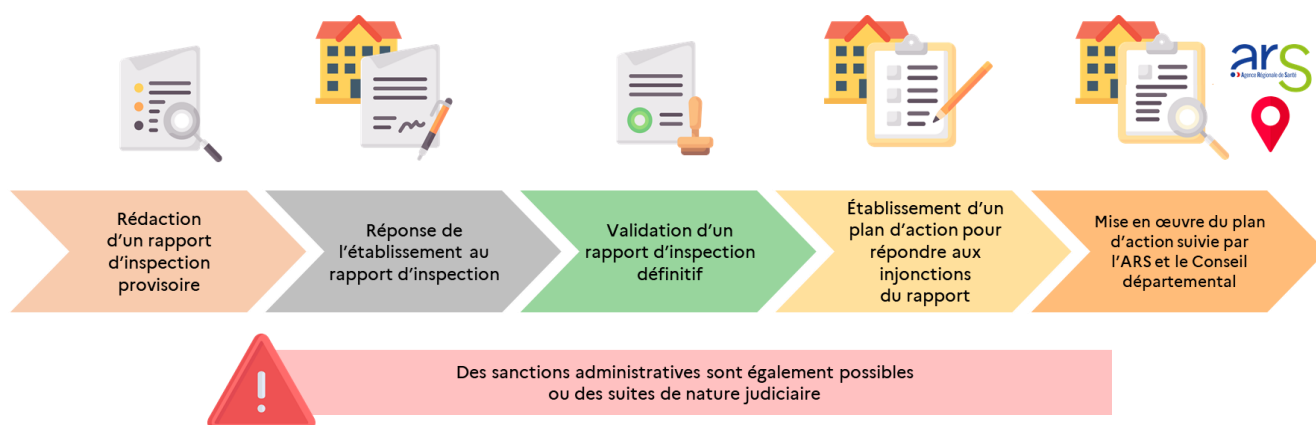 arS
Agence Régionale de Santé
Rédaction
d'un rapport
d'inspection
provisoire
Réponse de
l'établissement au
rapport d'inspection
Validation d'un
rapport d'inspection
définitif
Établissement d'un
plan d'action pour
répondre aux
injonctions
du rapport
Mise en œuvre du plan
d'action suivie par
l'ARS et le Conseil
départemental
!
Des sanctions administratives sont également possibles
ou des suites de nature judiciaire